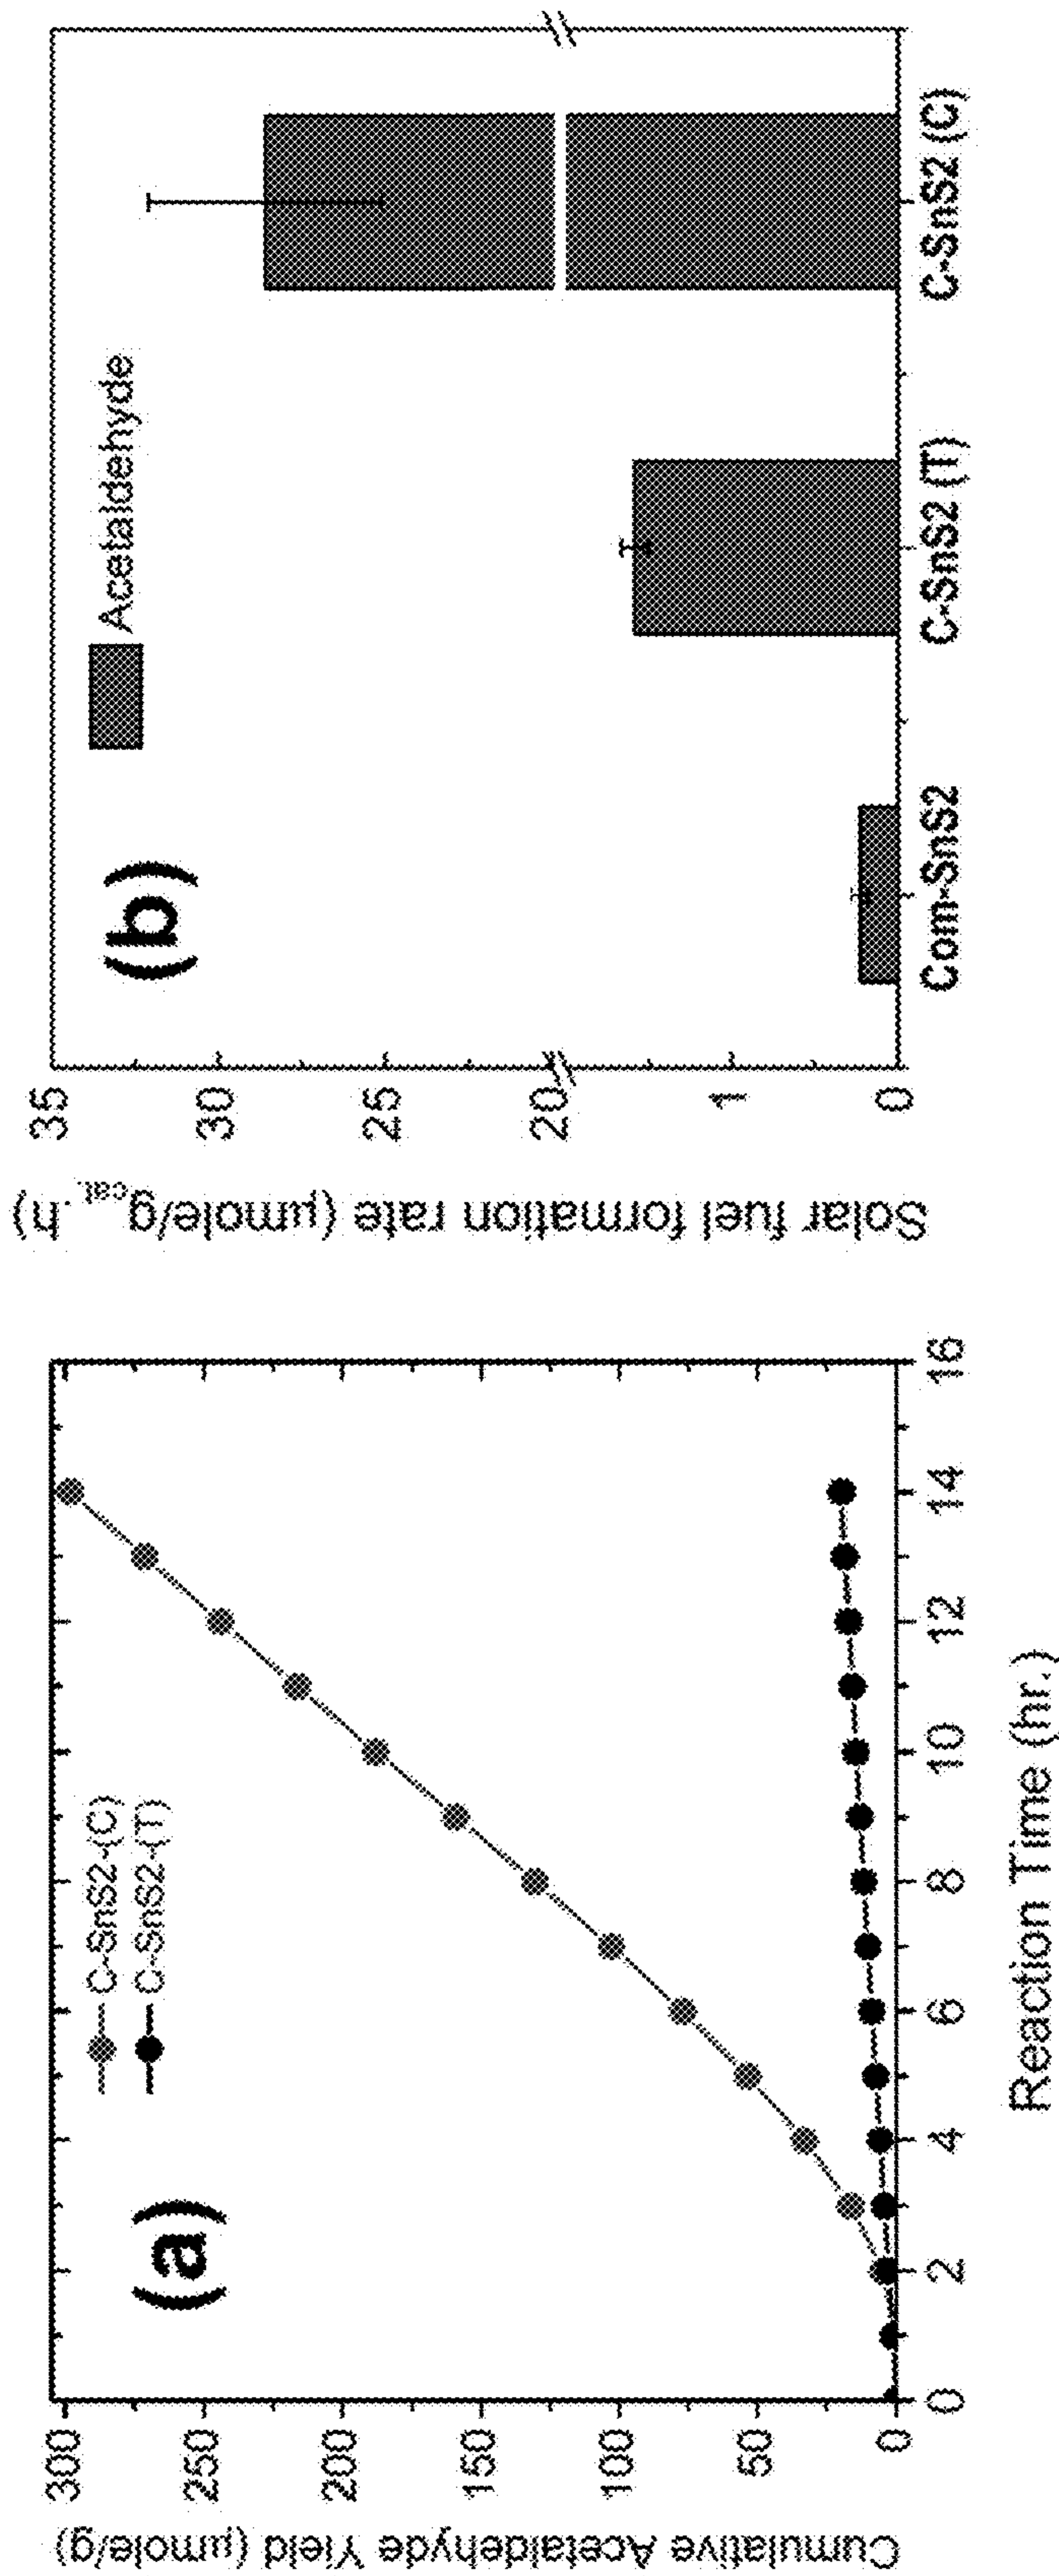 (a)
C-SnS2-(C)
C-SnS2-(T)
Cumulative Acetaldehyde Yield (μmole/g)
300
250
200
150
100
50
0
0 2 4 6 8 10 12 14 16
Reaction Time (hr.)
(b)
Acetaldehyde
Solar fuel formation rate (μmole/gcat. .h)
35
30
25
20
1
0
Com-SnS2 C-SnS2 (T) C-SnS2 (C)